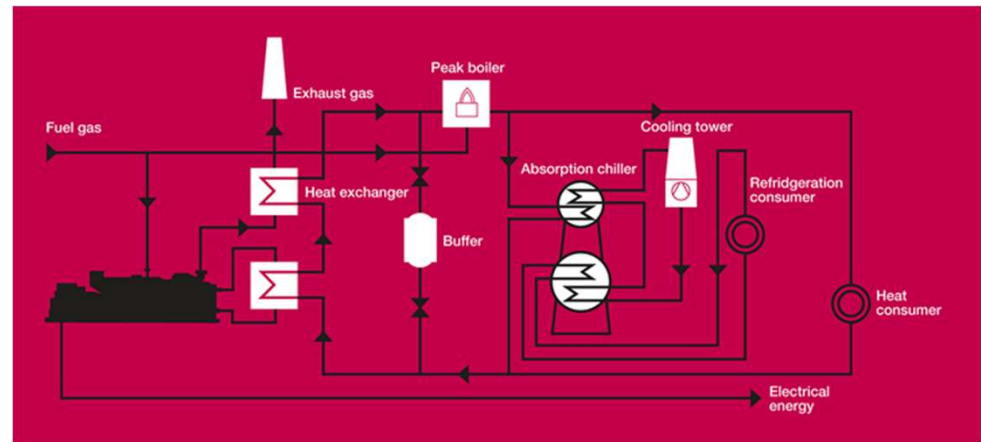 Peak boiler
Exhaust gas
Fuel gas
Cooling tower
Absorption chiller
Refridgeration
consumer
Heat exchanger
Buffer
Heat
consumer
Electrical
energy